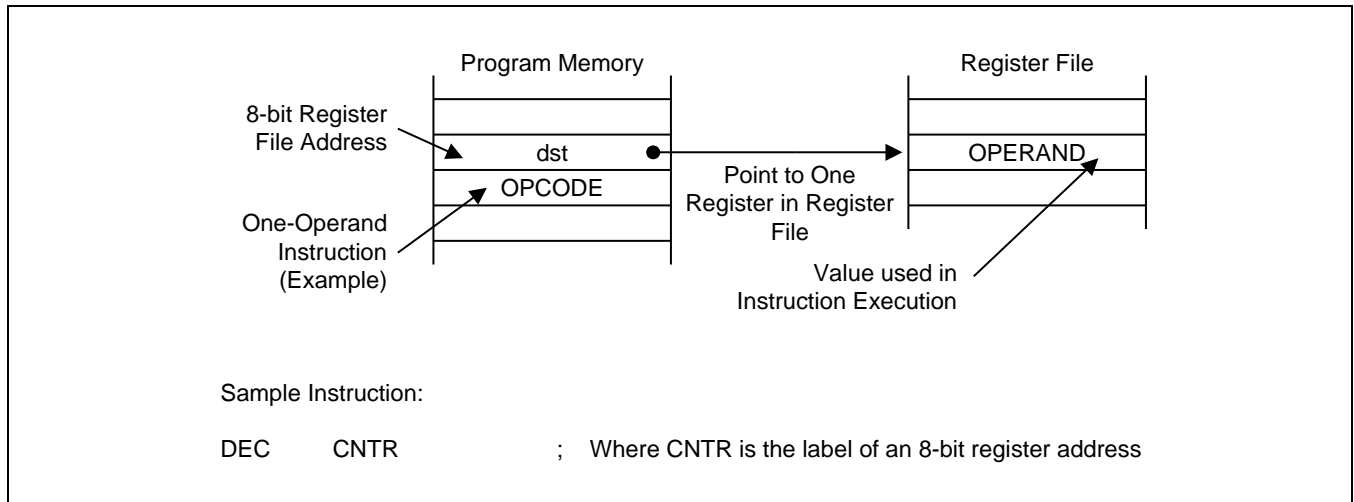 Program Memory
Register File
8-bit Register
File Address
dst
OPERAND
OPCODE
Point to One
Register in Register
File
One-Operand
Instruction
(Example)
Value used in
Instruction Execution
Sample Instruction:
DEC CNTR ; Where CNTR is the label of an 8-bit register address